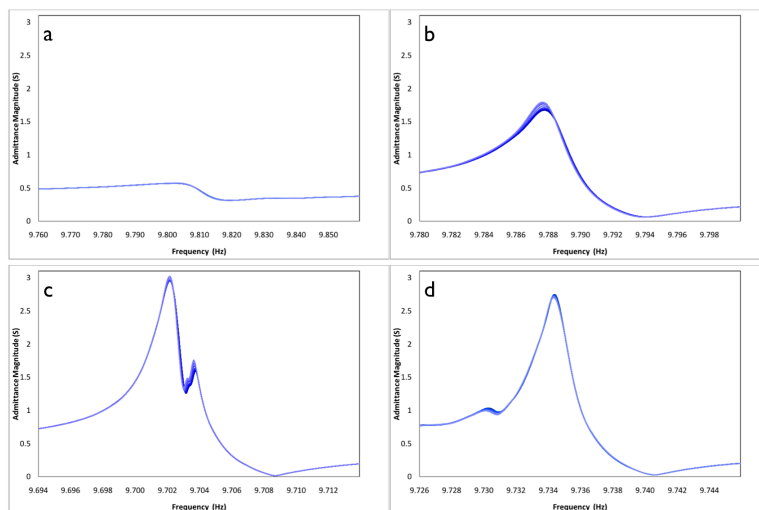 a
Admittance Magnitude (S)
3
2.5
2
1.5
1
0.5
0
9.760 9.770 9.780 9.790 9.800 9.810 9.820 9.830 9.840 9.850
Frequency (Hz)
b
Admittance Magnitude (S)
3
2.5
2
1.5
1
0.5
0
9.780 9.782 9.784 9.786 9.788 9.790 9.792 9.794 9.796 9.798
Frequency (Hz)
c
Admittance Magnitude (S)
3
2.5
2
1.5
1
0.5
0
9.694 9.696 9.698 9.700 9.702 9.704 9.706 9.708 9.710 9.712
Frequency (Hz)
d
Admittance Magnitude (S)
3
2.5
2
1.5
1
0.5
0
9.726 9.728 9.730 9.732 9.734 9.736 9.738 9.740 9.742 9.744
Frequency (Hz)